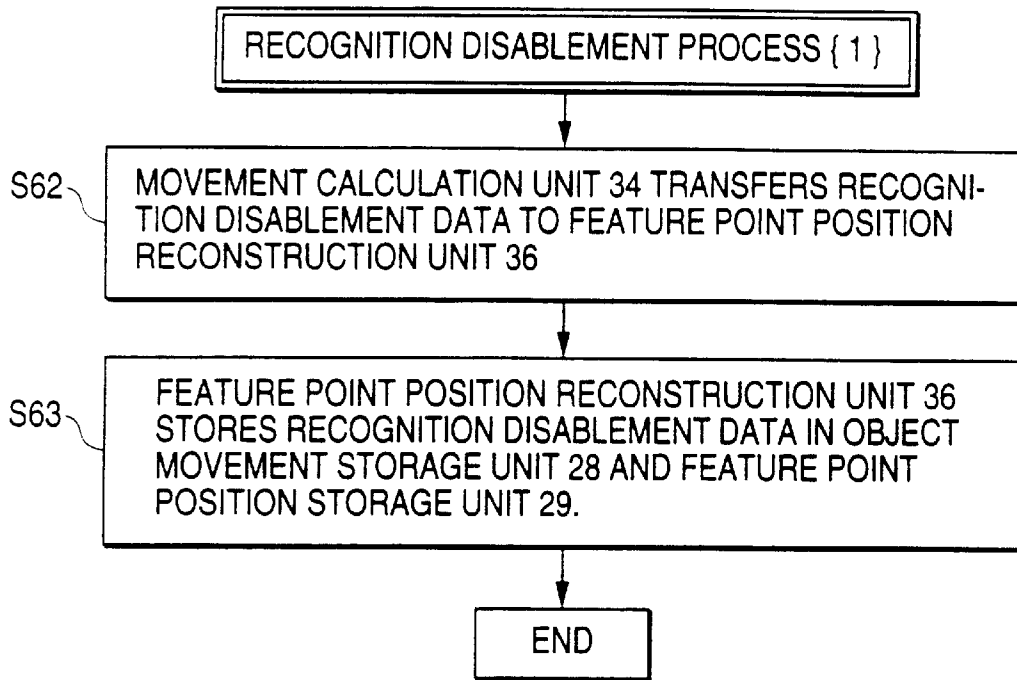 RECOGNITION DISABLEMENT PROCESS { 1 }
S62
MOVEMENT CALCULATION UNIT 34 TRANSFERS RECOGNI-
TION DISABLEMENT DATA TO FEATURE POINT POSITION
RECONSTRUCTION UNIT 36
S63
FEATURE POINT POSITION RECONSTRUCTION UNIT 36
STORES RECOGNITION DISABLEMENT DATA IN OBJECT
MOVEMENT STORAGE UNIT 28 AND FEATURE POINT
POSITION STORAGE UNIT 29.
END